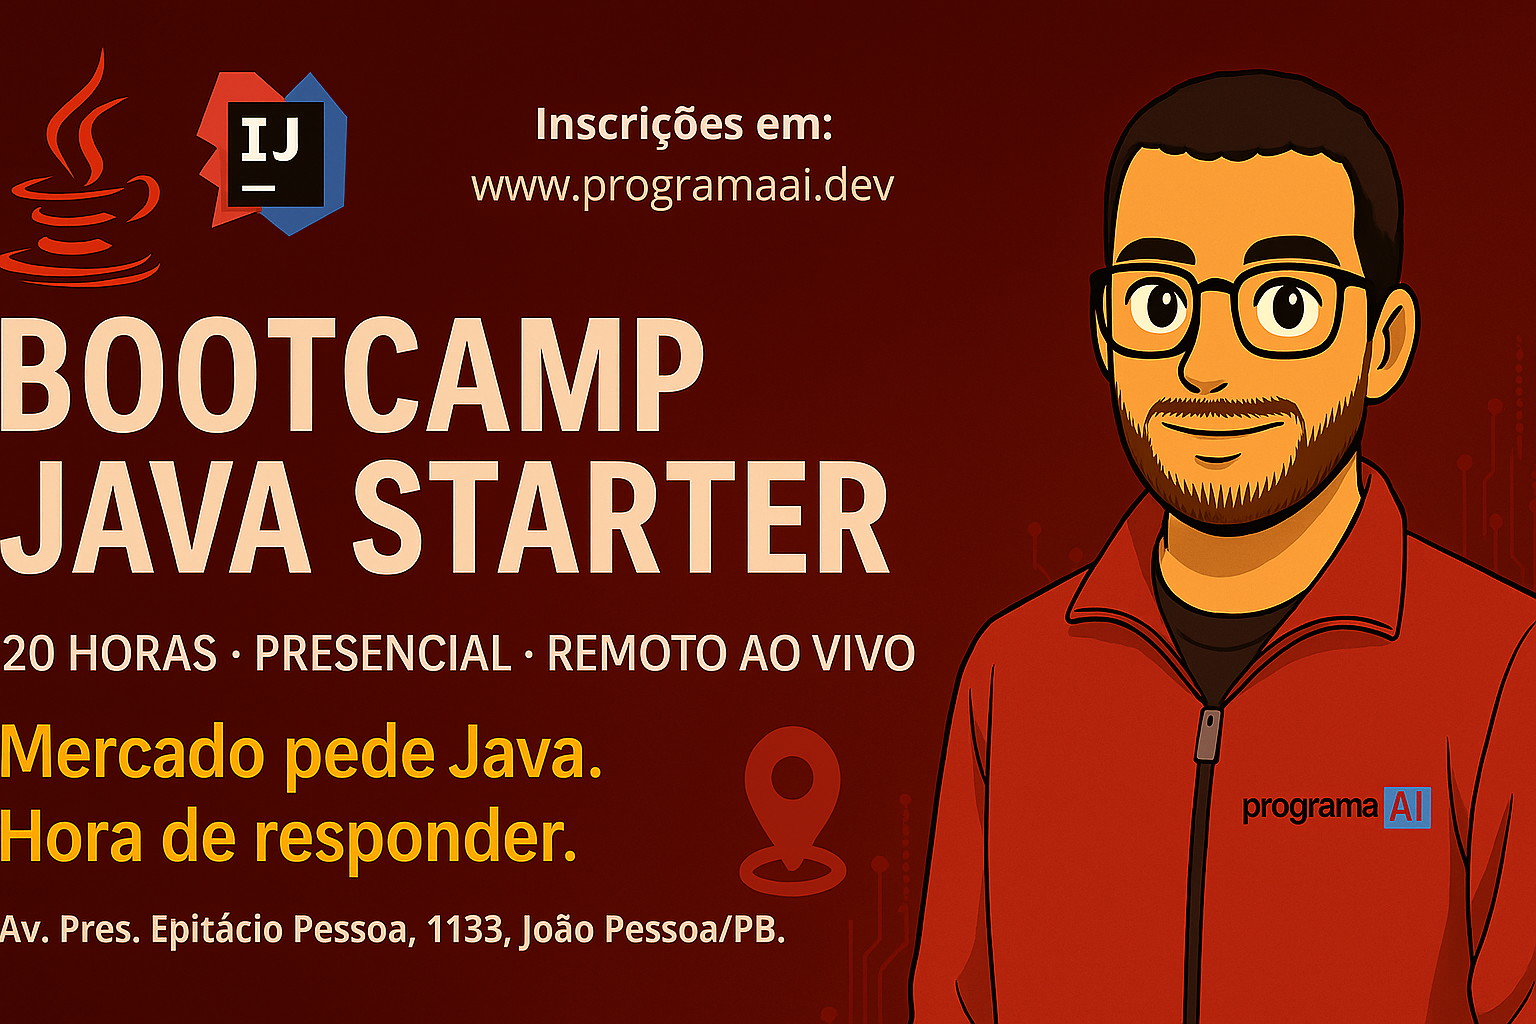 IJ
Inscrições em:
www.programaai.dev
BOOTCAMP
JAVA STARTER
20 HORAS · PRESENCIAL · REMOTO AO VIVO
Mercado pede Java.
Hora de responder.
Av. Pres. Epitácio Pessoa, 1133, João Pessoa/PB.
programa AI